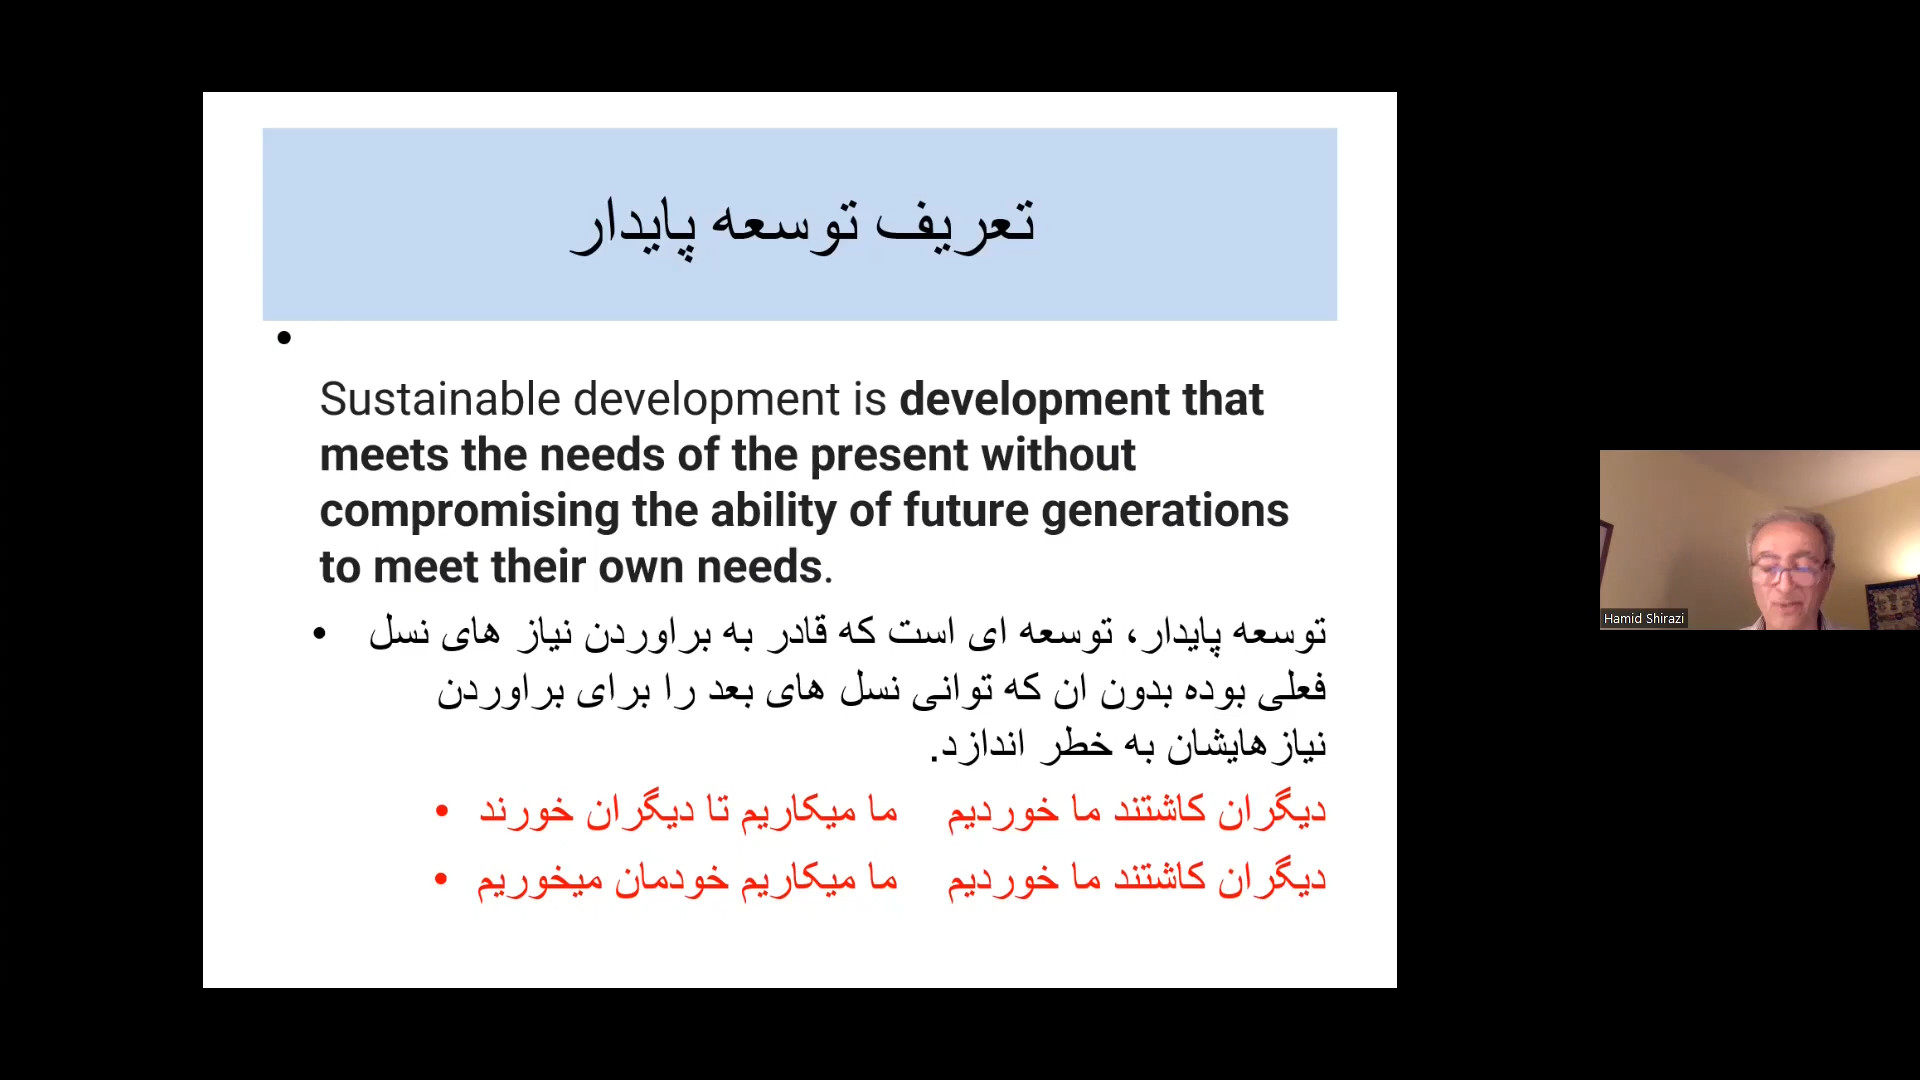 تعریف توسعه پایدار
•
Sustainable development is development that
meets the needs of the present without
compromising the ability of future generations
to meet their own needs.
• توسعه پایدار، توسعه ای است که قادر به براوردن نیاز های نسل
فعلی بوده بدون ان که توانی نسل های بعد را برای براوردن
نیازهایشان به خطر اندازد.
• دیگران کاشتند ما خوردیم    ما میکاریم تا دیگران خورند
• دیگران کاشتند ما خوردیم    ما میکاریم خودمان میخوریم
Hamid Shirazi